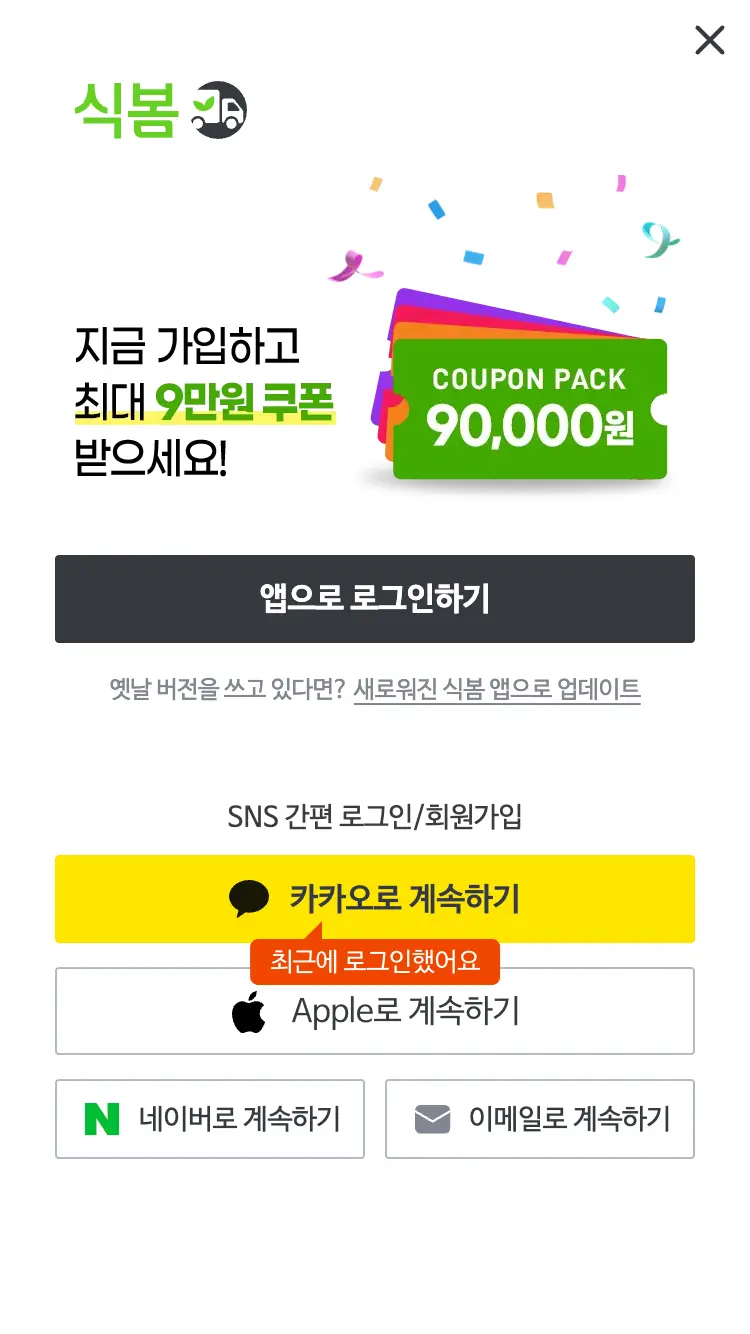 식봄
지금 가입하고
최대 9만원 쿠폰
받으세요!
COUPON PACK
90,000원
앱으로 로그인하기
옛날 버전을 쓰고 있다면? 새로워진 식봄 앱으로 업데이트
SNS 간편 로그인/회원가입
카카오로 계속하기
최근에 로그인했어요
Apple로 계속하기
네이버로 계속하기
이메일로 계속하기